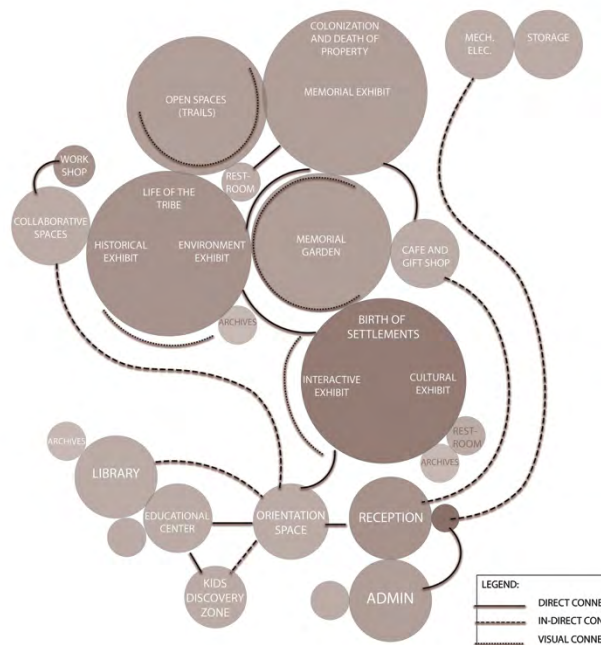 COLONIZATION
AND DEATH OF
PROPERTY
MEMORIAL EXHIBIT
MECH.
ELEC.
STORAGE
OPEN SPACES
(TRAILS)
WORK
SHOP
REST-
ROOM
LIFE OF THE
TRIBE
COLLABORATIVE
SPACES
HISTORICAL
EXHIBIT
ENVIRONMENT
EXHIBIT
MEMORIAL
GARDEN
CAFE AND
GIFT SHOP
ARCHIVES
BIRTH OF
SETTLEMENTS
INTERACTIVE
EXHIBIT
CULTURAL
EXHIBIT
REST-
ROOM
ARCHIVES
ARCHIVES
LIBRARY
EDUCATIONAL
CENTER
ORIENTATION
SPACE
RECEPTION
KIDS
DISCOVERY
ZONE
ADMIN
LEGEND:
DIRECT CONNE
IN-DIRECT CON
VISUAL CONNE